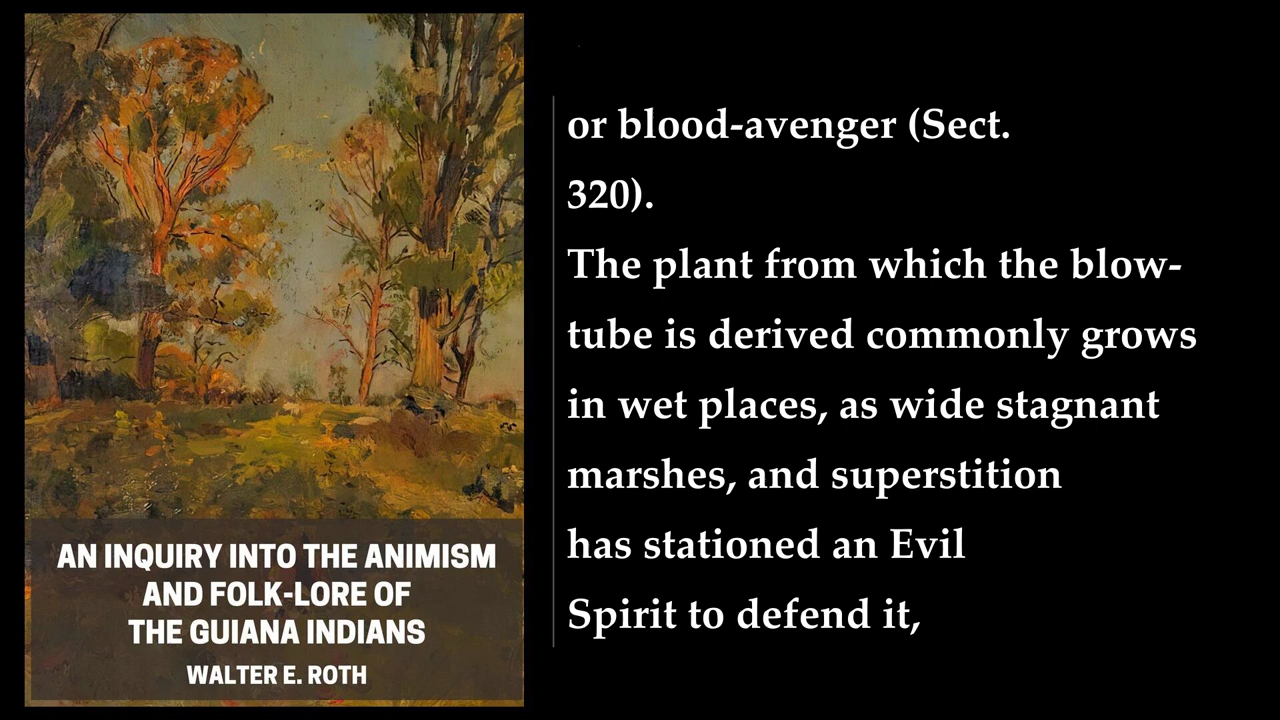 AN INQUIRY INTO THE ANIMISM
AND FOLK-LORE OF
THE GUIANA INDIANS
WALTER E. ROTH
or blood-avenger (Sect.
320).
The plant from which the blow-
tube is derived commonly grows
in wet places, as wide stagnant
marshes, and superstition
has stationed an Evil
Spirit to defend it,